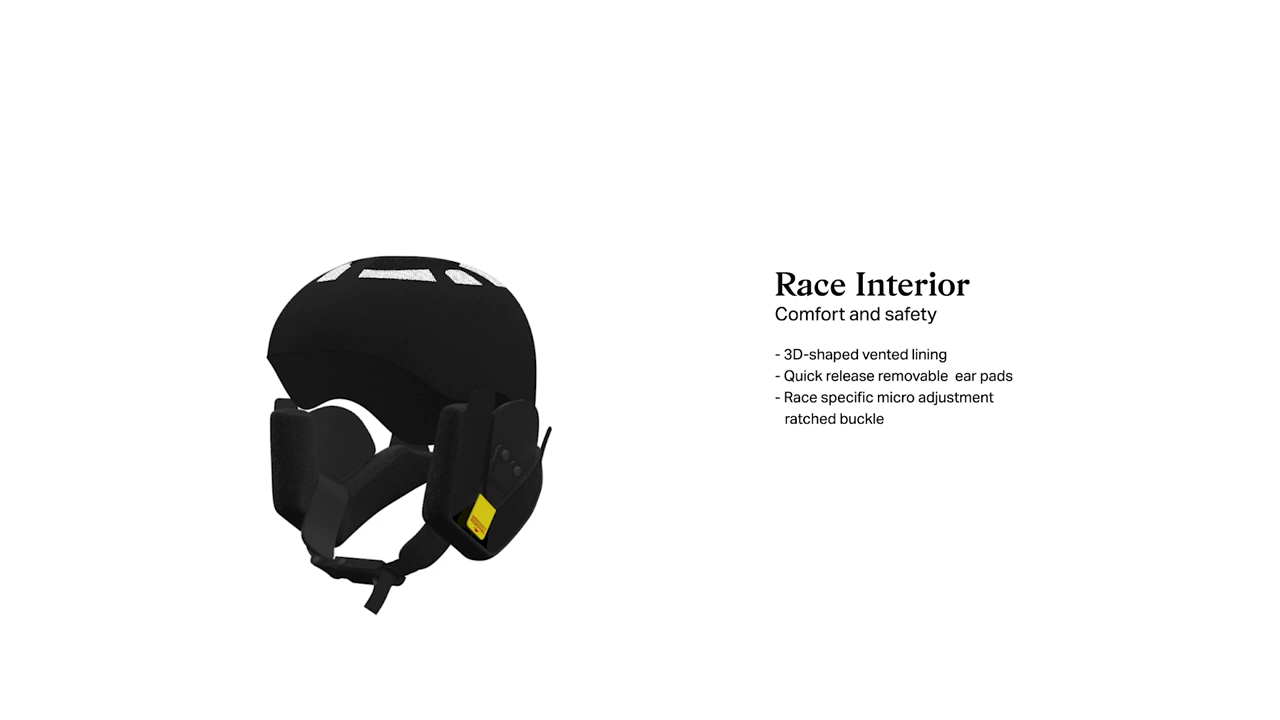 Race Interior
Comfort and safety
- 3D-shaped vented lining
- Quick release removable  ear pads
- Race specific micro adjustment
ratched buckle